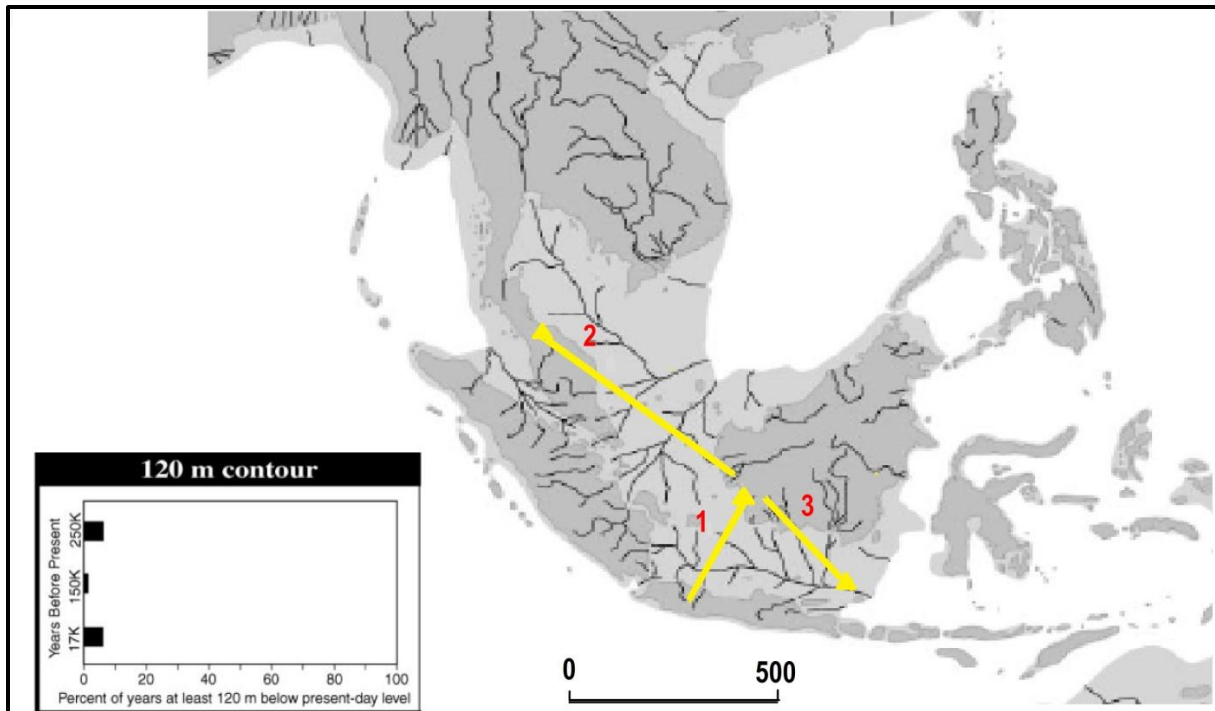 2
1
3
120 m contour
Years Before Present
250K
150K
17K
0 20 40 60 80 100
Percent of years at least 120 m below present-day level
0 500